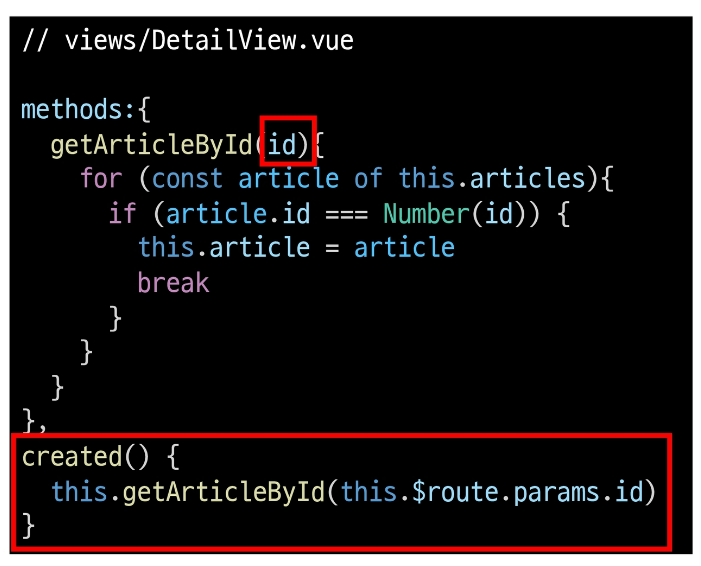 // views/DetailView.vue
methods:{
getArticleById(id){
for (const article of this.articles){
if (article.id === Number(id)) {
this.article = article
break
}
}
}
},
created() {
this.getArticleById(this.$route.params.id)
}